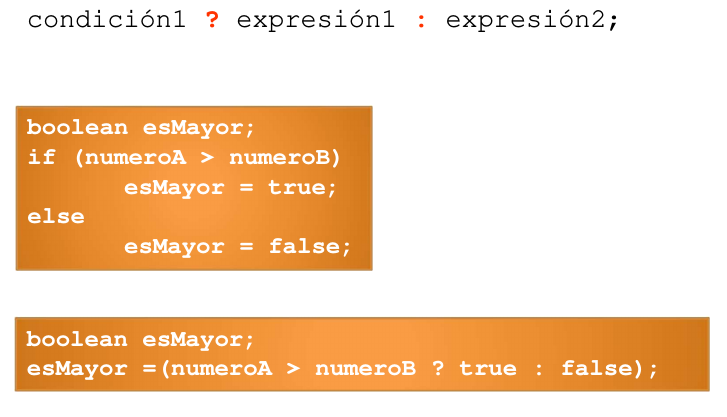 condición1 ? expresión1 : expresión2;
boolean esMayor;
if (numeroA > numeroB)
esMayor = true;
else
esMayor = false;
boolean esMayor;
esMayor =(numeroA > numeroB ? true : false);